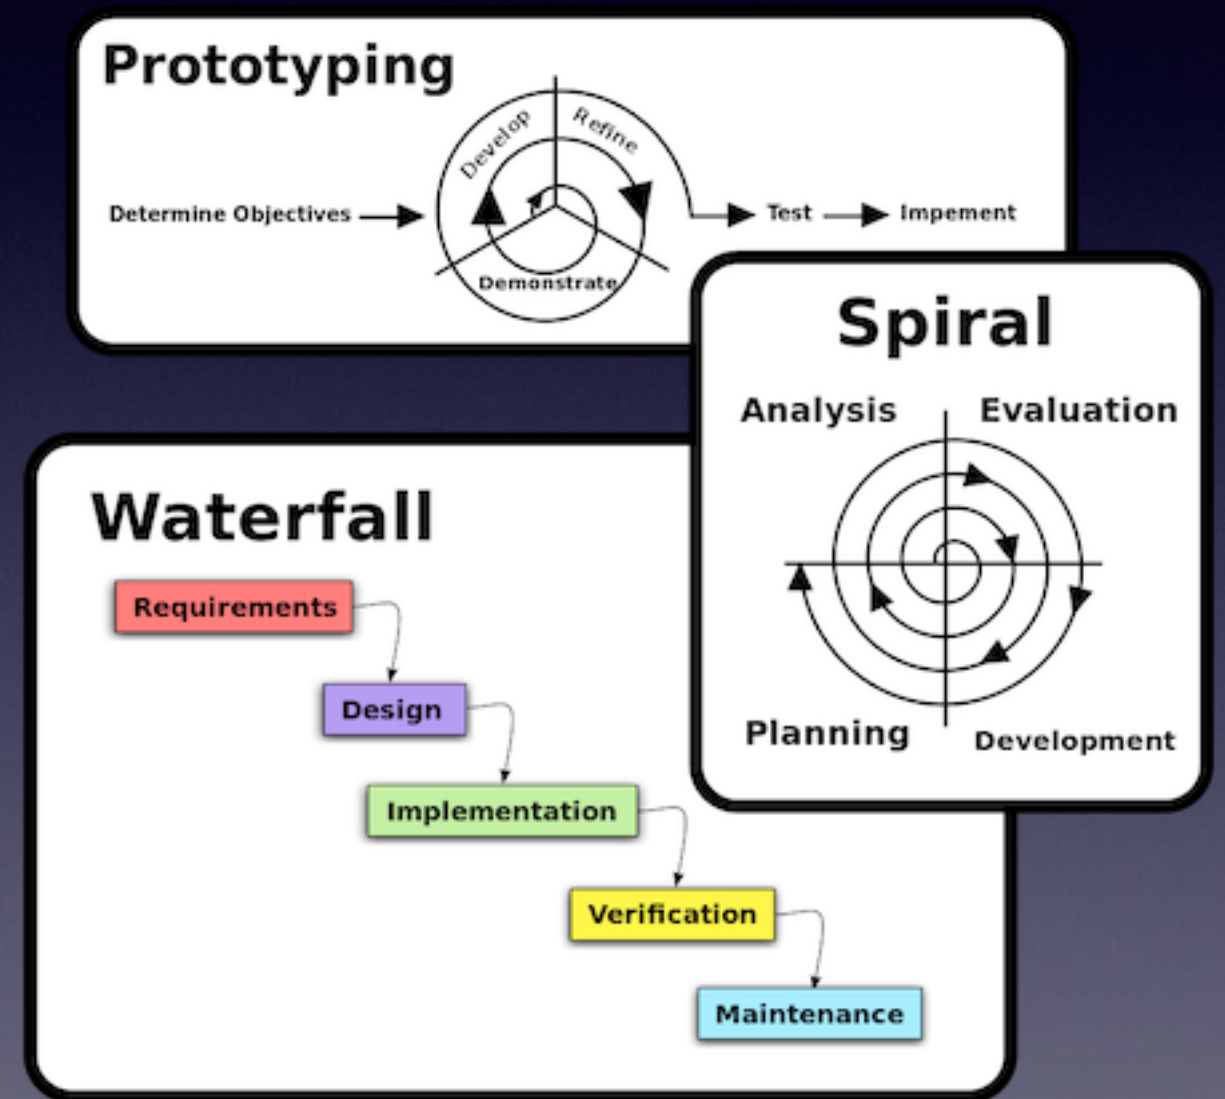 Prototyping
Develop
Refine
Determine Objectives
Test
Impement
Demonstrate
Spiral
Analysis
Evaluation
Planning
Development
Waterfall
Requirements
Design
Implementation
Verification
Maintenance